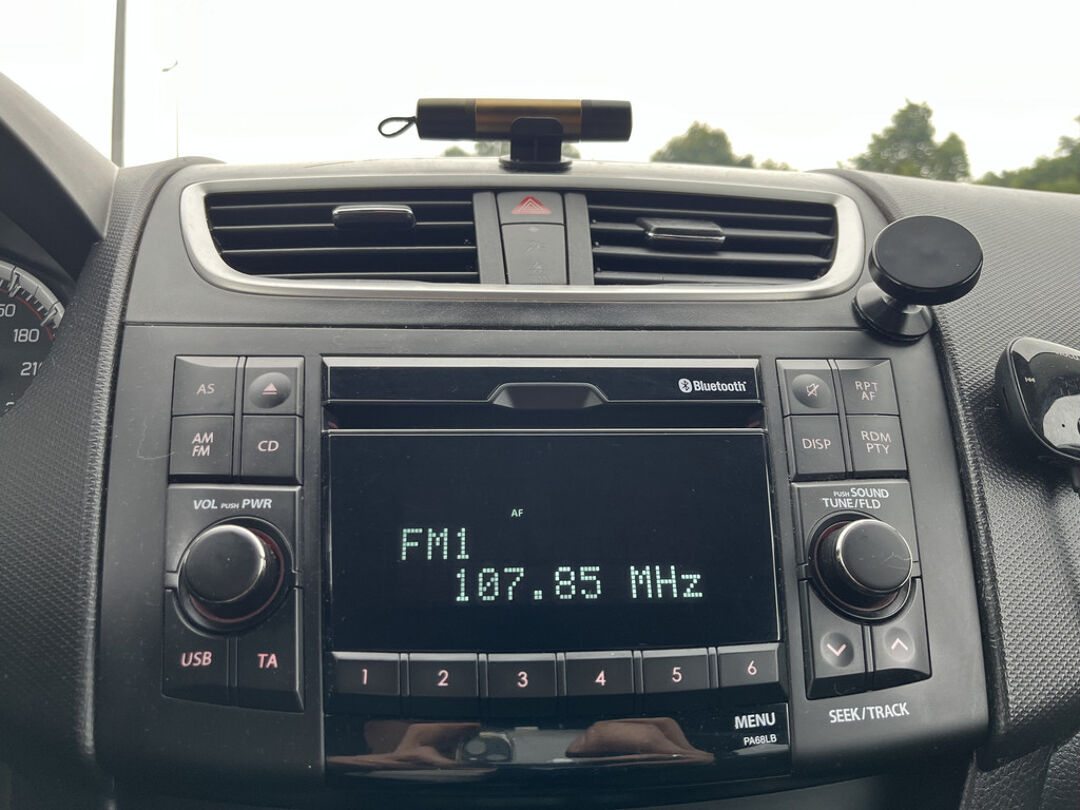 180
AS
AM
FM
CD
Bluetooth
RPT
AF
DISP
RDM
PTY
VOL PUSH PWR
PUSH SOUND
TUNE/FLD
AF
FM1
107.85 MHz
USB
TA
1
2
3
4
5
6
SEEK/TRACK
MENU
PA68LB